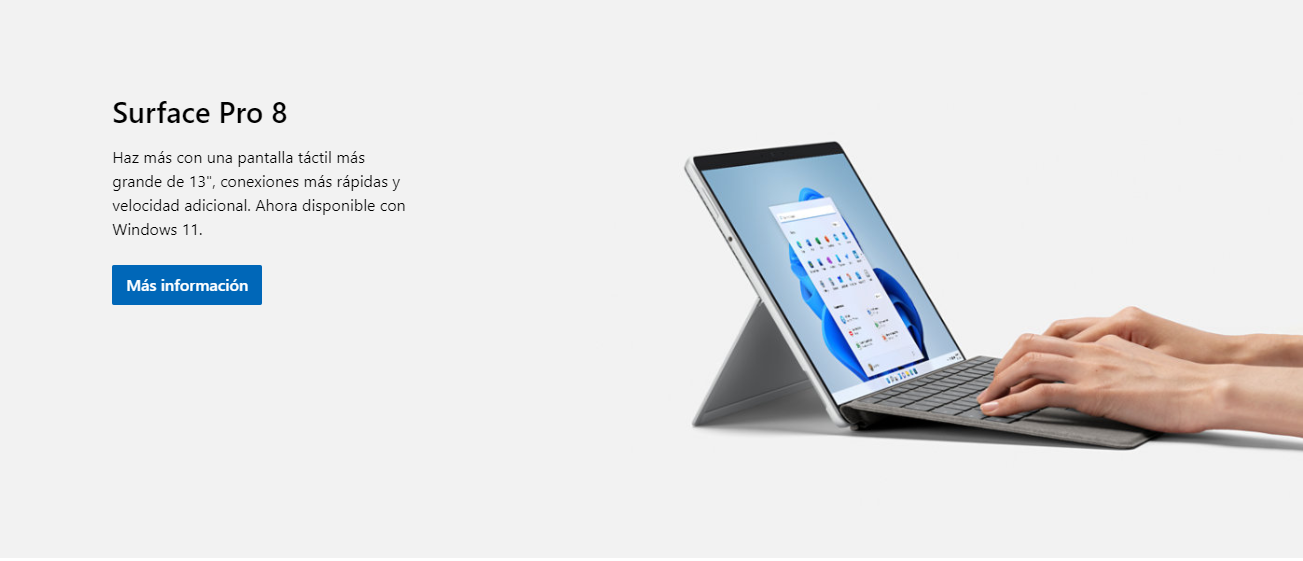 Surface Pro 8
Haz más con una pantalla táctil más
grande de 13", conexiones más rápidas y
velocidad adicional. Ahora disponible con
Windows 11.
Más información